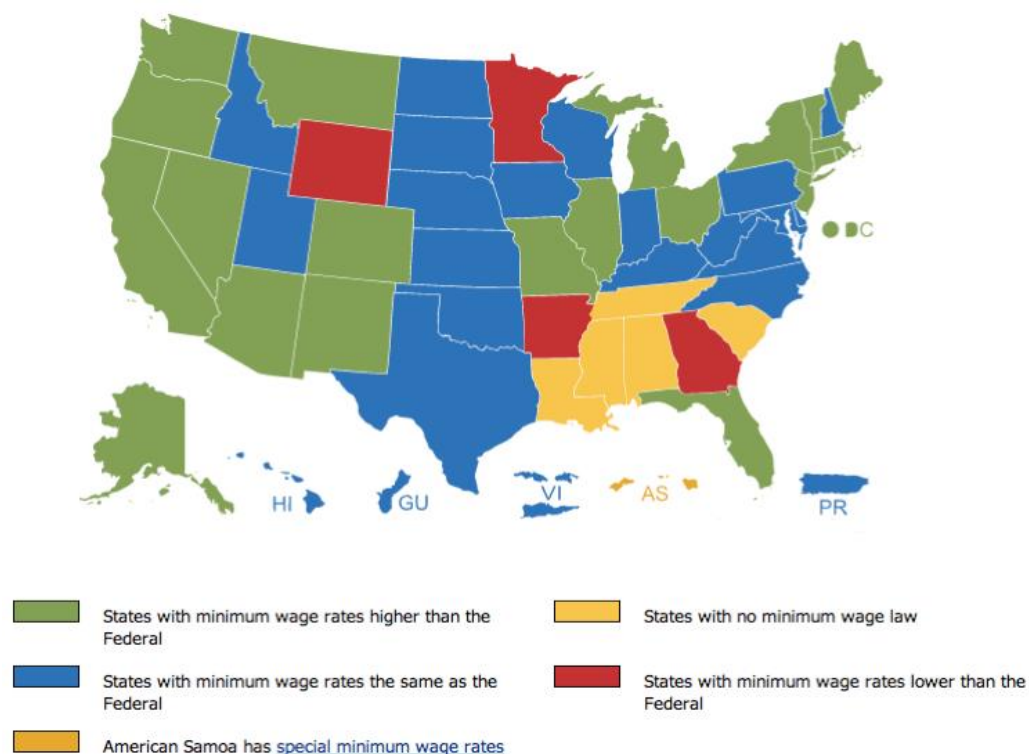 DC
HI
GU
VI
AS
PR
States with minimum wage rates higher than the
Federal
States with no minimum wage law
States with minimum wage rates the same as the
Federal
States with minimum wage rates lower than the
Federal
American Samoa has special minimum wage rates